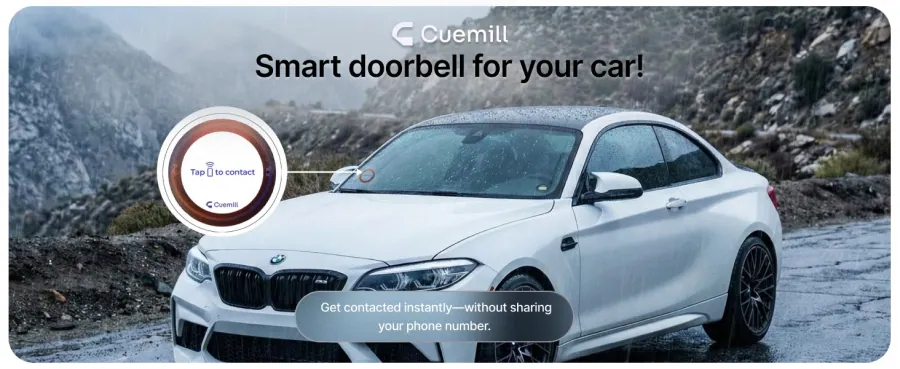 Cuemill
Smart doorbell for your car!
Tap to contact
Cuemill
Get contacted instantly—without sharing
your phone number.